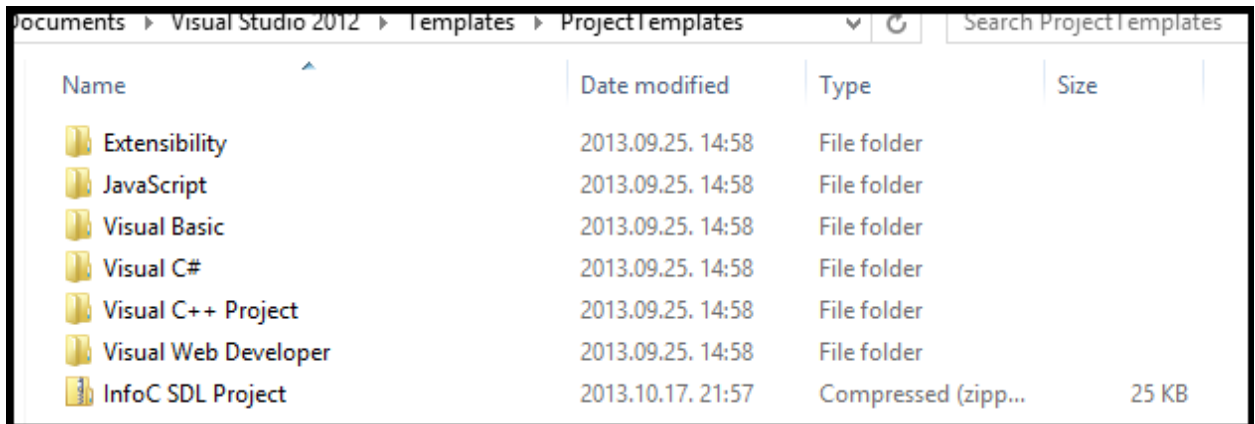 Documents ▸ Visual Studio 2012 ▸ Templates ▸ ProjectTemplates Search ProjectTemplates
Name Date modified Type Size
Extensibility 2013.09.25. 14:58 File folder
JavaScript 2013.09.25. 14:58 File folder
Visual Basic 2013.09.25. 14:58 File folder
Visual C# 2013.09.25. 14:58 File folder
Visual C++ Project 2013.09.25. 14:58 File folder
Visual Web Developer 2013.09.25. 14:58 File folder
InfoC SDL Project 2013.10.17. 21:57 Compressed (zipp... 25 KB